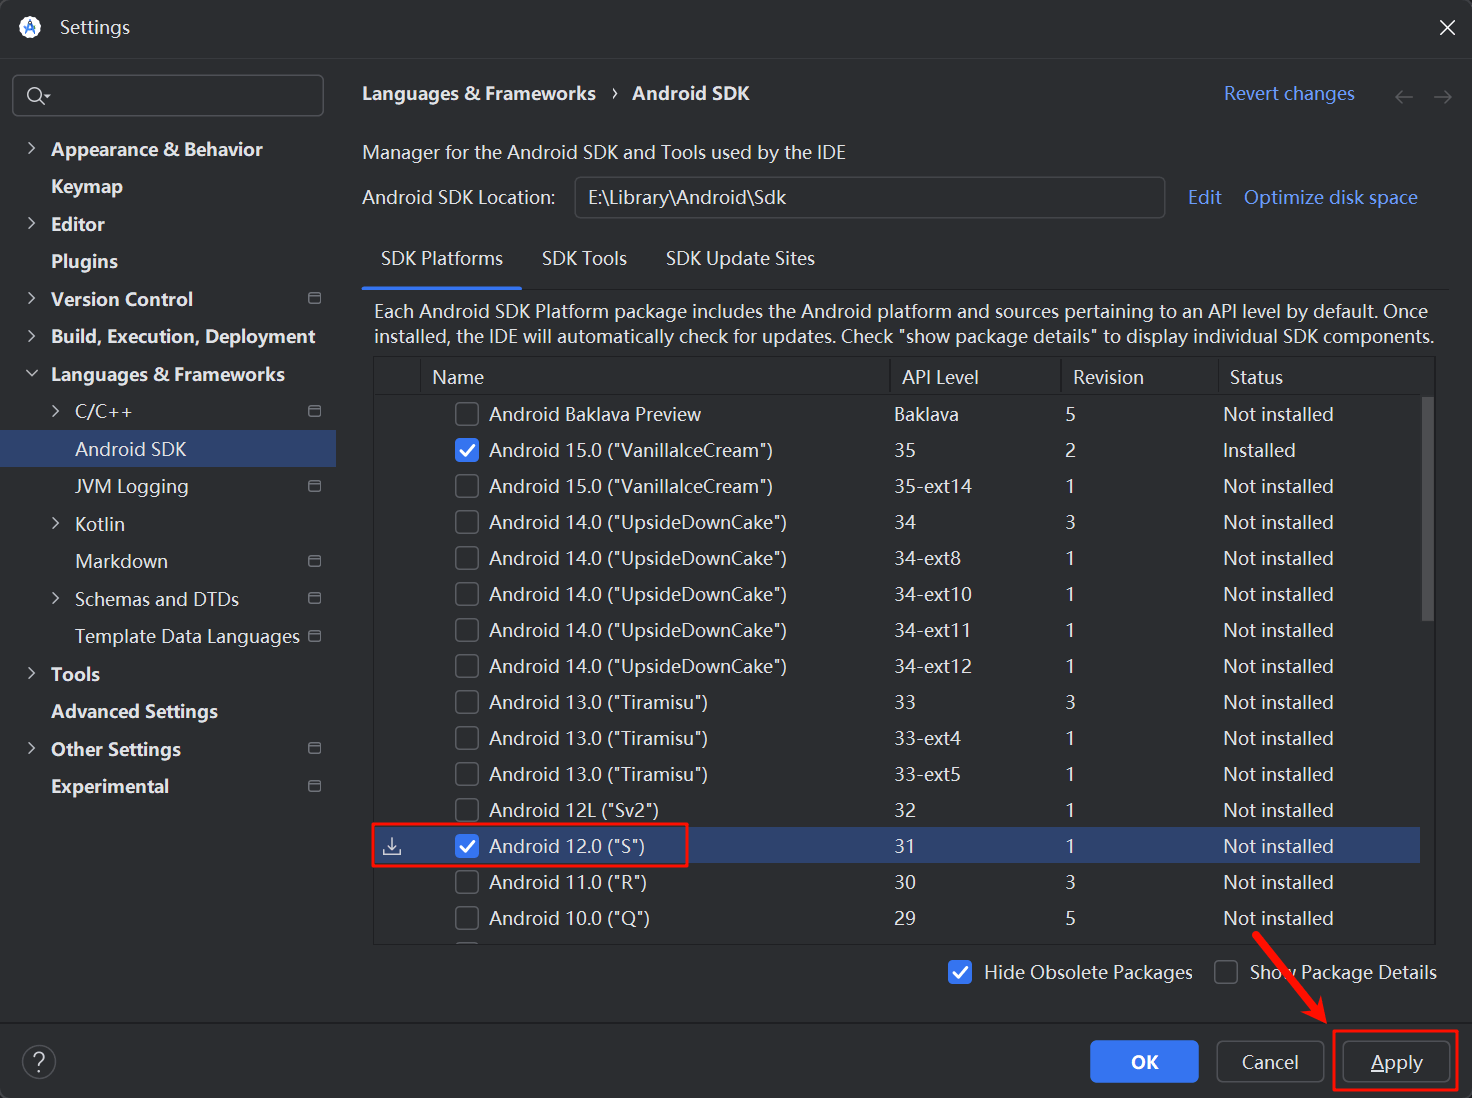 Settings
Languages & Frameworks › Android SDK
Revert changes
Appearance & Behavior
Keymap
Editor
Plugins
Version Control
Build, Execution, Deployment
Languages & Frameworks
C/C++
Android SDK
JVM Logging
Kotlin
Markdown
Schemas and DTDs
Template Data Languages
Tools
Advanced Settings
Other Settings
Experimental
Manager for the Android SDK and Tools used by the IDE
Android SDK Location: E:\Library\Android\Sdk Edit Optimize disk space
SDK Platforms SDK Tools SDK Update Sites
Each Android SDK Platform package includes the Android platform and sources pertaining to an API level by default. Once
installed, the IDE will automatically check for updates. Check "show package details" to display individual SDK components.
Name API Level Revision Status
Android Baklava Preview Baklava 5 Not installed
Android 15.0 ("VanillaIceCream") 35 2 Installed
Android 15.0 ("VanillaIceCream") 35-ext14 1 Not installed
Android 14.0 ("UpsideDownCake") 34 3 Not installed
Android 14.0 ("UpsideDownCake") 34-ext8 1 Not installed
Android 14.0 ("UpsideDownCake") 34-ext10 1 Not installed
Android 14.0 ("UpsideDownCake") 34-ext11 1 Not installed
Android 14.0 ("UpsideDownCake") 34-ext12 1 Not installed
Android 13.0 ("Tiramisu") 33 3 Not installed
Android 13.0 ("Tiramisu") 33-ext4 1 Not installed
Android 13.0 ("Tiramisu") 33-ext5 1 Not installed
Android 12L ("Sv2") 32 1 Not installed
Android 12.0 ("S") 31 1 Not installed
Android 11.0 ("R") 30 3 Not installed
Android 10.0 ("Q") 29 5 Not installed
Hide Obsolete Packages Show Package Details
? OK Cancel Apply